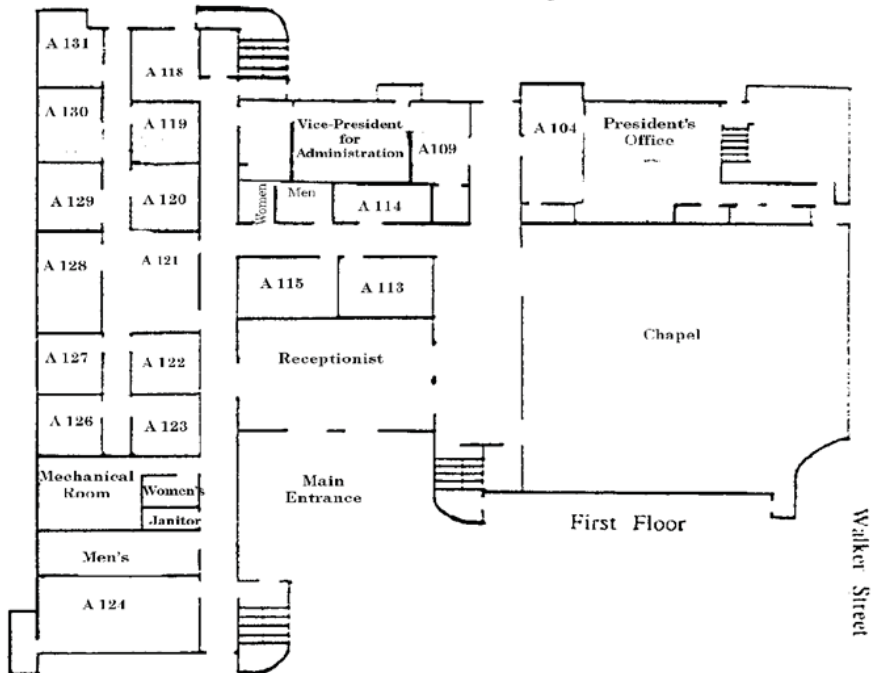 A 131
A 118
A 130
A 119
Vice-President
for
Administration
A109
A 104
President's
Office
A 129
A 120
Women
Men
A 114
A 128
A 121
A 115
A 113
Chapel
A 127
A 122
Receptionist
A 126
A 123
Mechanical
Room
Women's
Janitor
Main
Entrance
First Floor
Walker Street
Men's
A 124